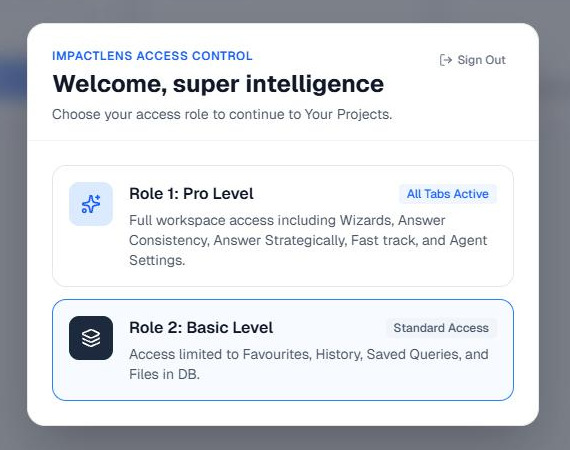 IMPACTLENS ACCESS CONTROL
Sign Out
Welcome, super intelligence
Choose your access role to continue to Your Projects.
Role 1: Pro Level
All Tabs Active
Full workspace access including Wizards, Answer
Consistency, Answer Strategically, Fast track, and Agent
Settings.
Role 2: Basic Level
Standard Access
Access limited to Favourites, History, Saved Queries, and
Files in DB.